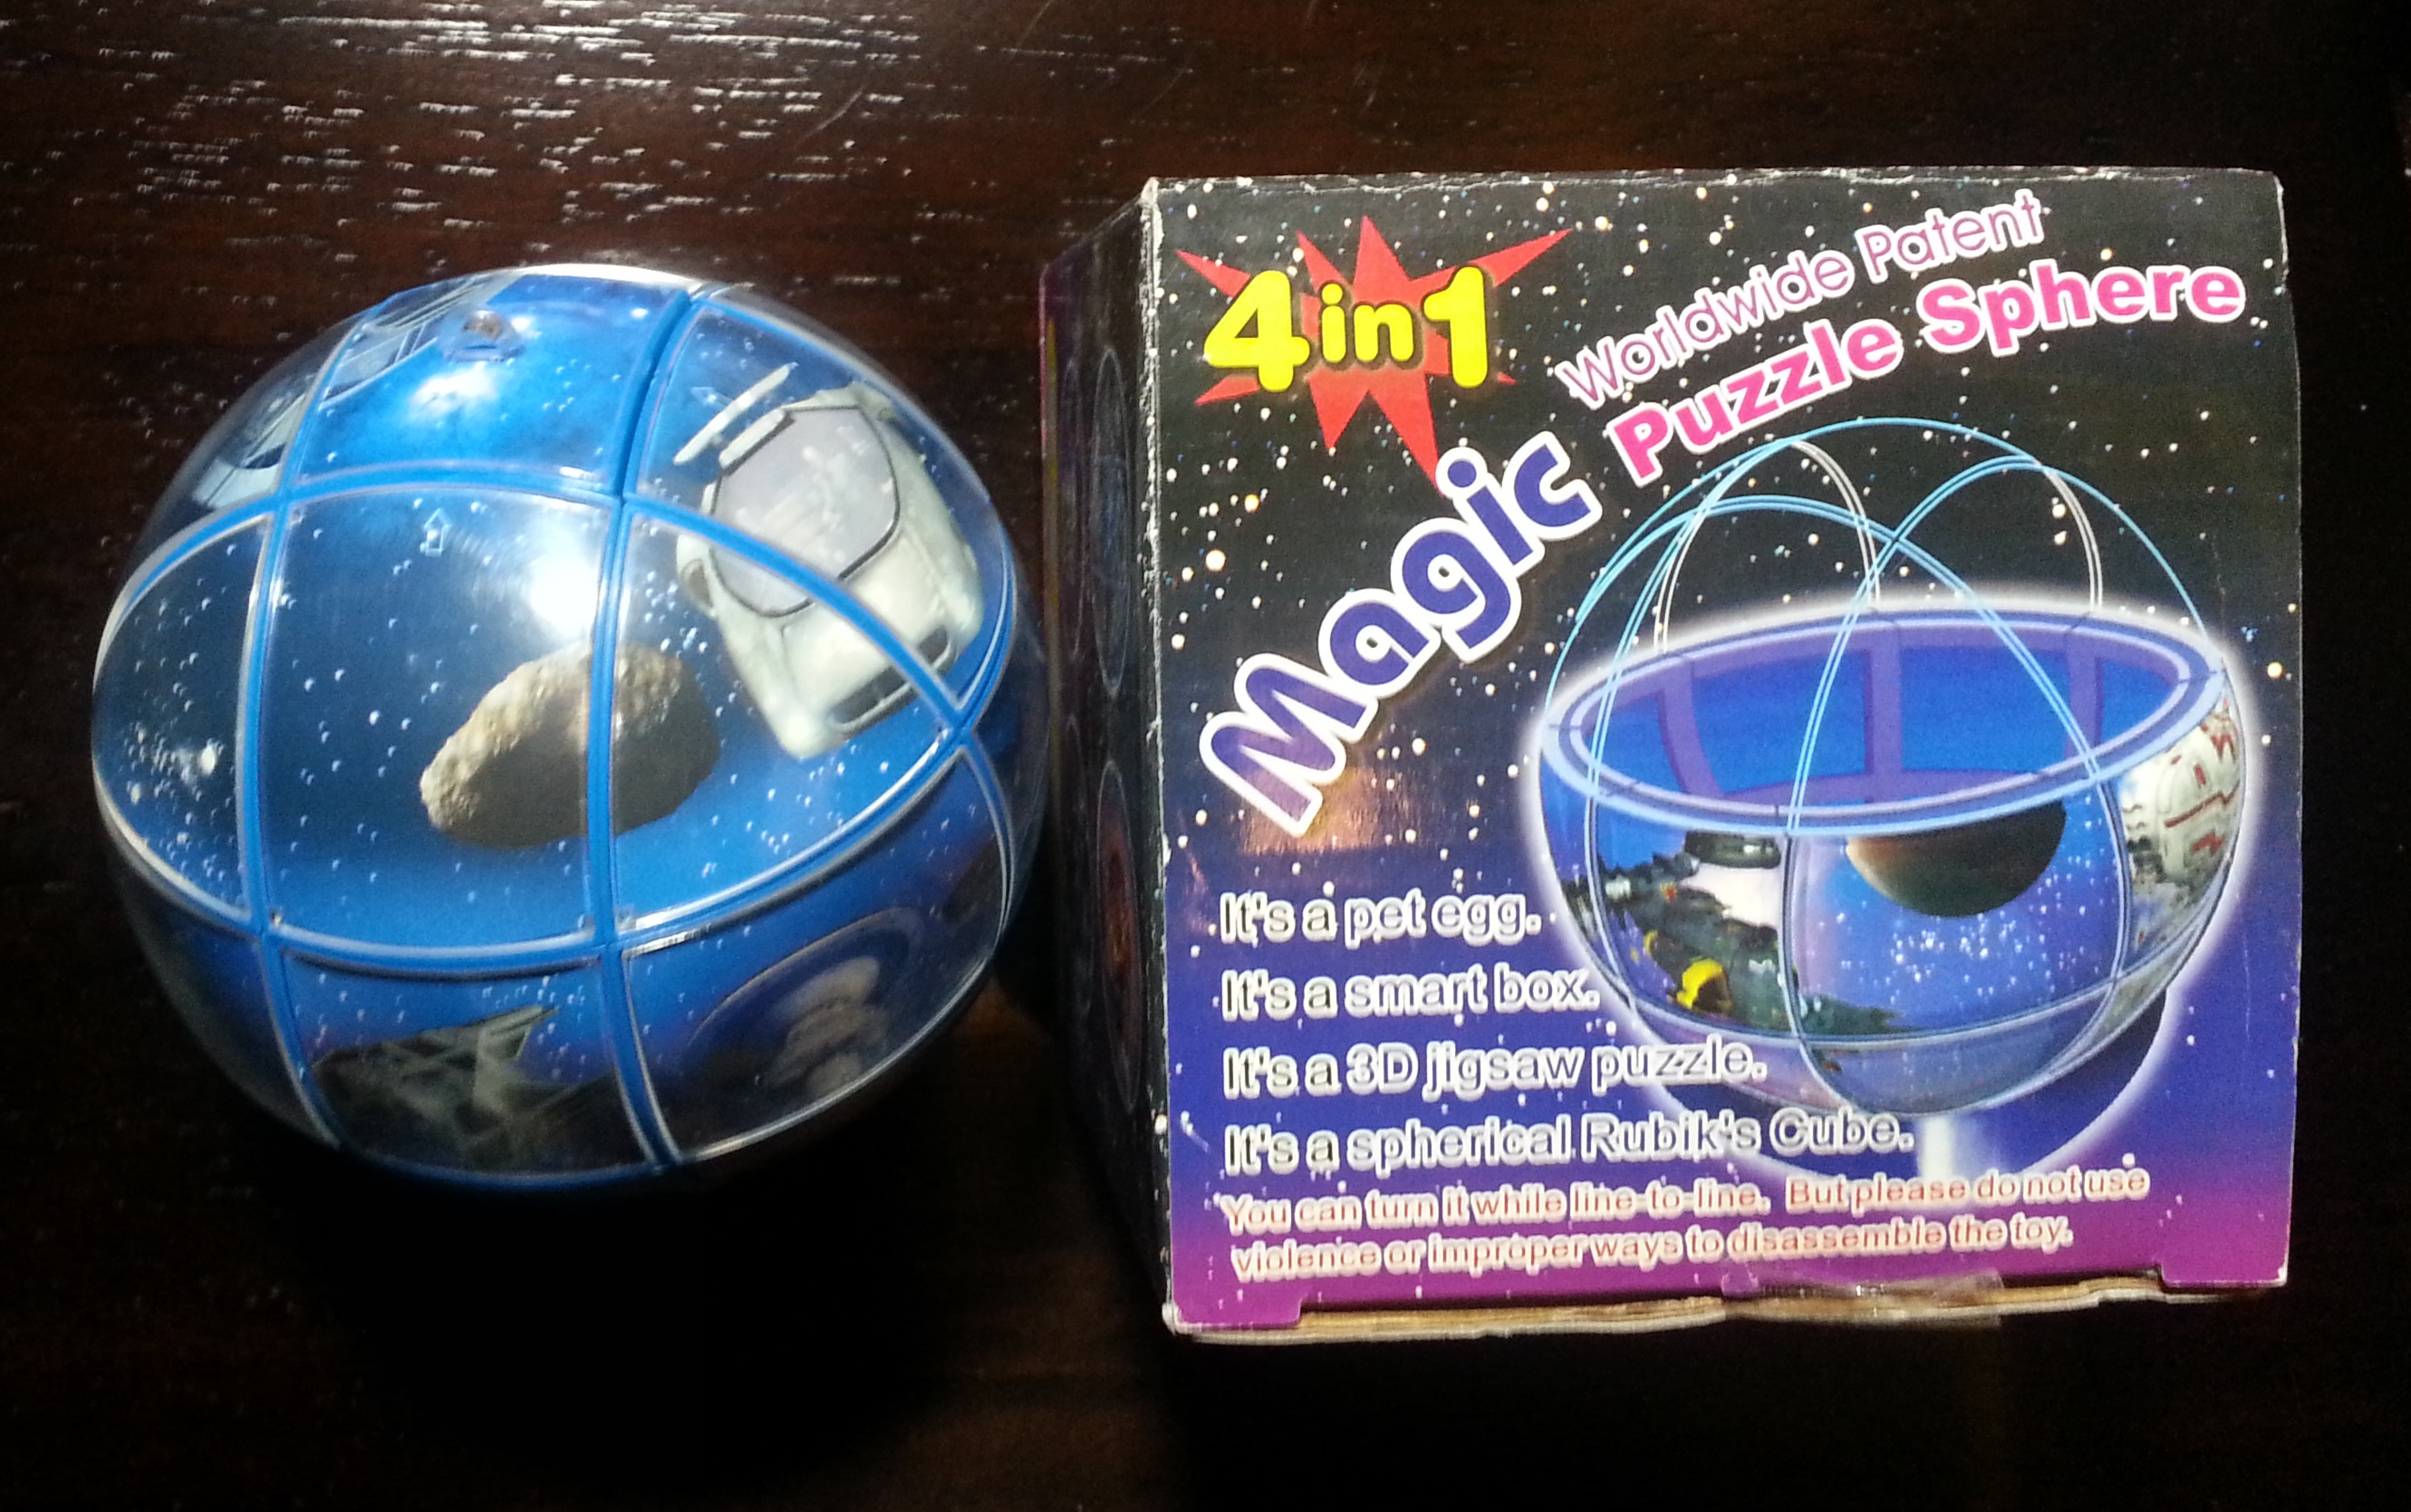 4 in 1
Worldwide Patent
Magic Puzzle Sphere
It's a pet egg.
It's a smart box.
It's a 3D jigsaw puzzle.
It's a spherical Rubik's Cube.
You can turn it while line-to-line. But please do not use
violence or improper ways to disassemble the toy.